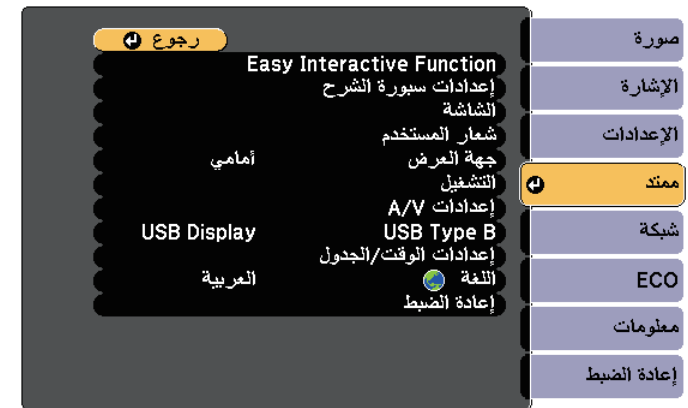 صورة
الإشارة
الإعدادات
ممتد
شبكة
ECO
معلومات
إعادة الضبط
رجوع
Easy Interactive Function
إعدادات سبورة الشرح
الشاشة
شعار المستخدم
جهة العرض أمامي
التشغيل
إعدادات A/V
USB Type B USB Display
إعدادات الوقت/الجدول
اللغة العربية
إعادة الضبط